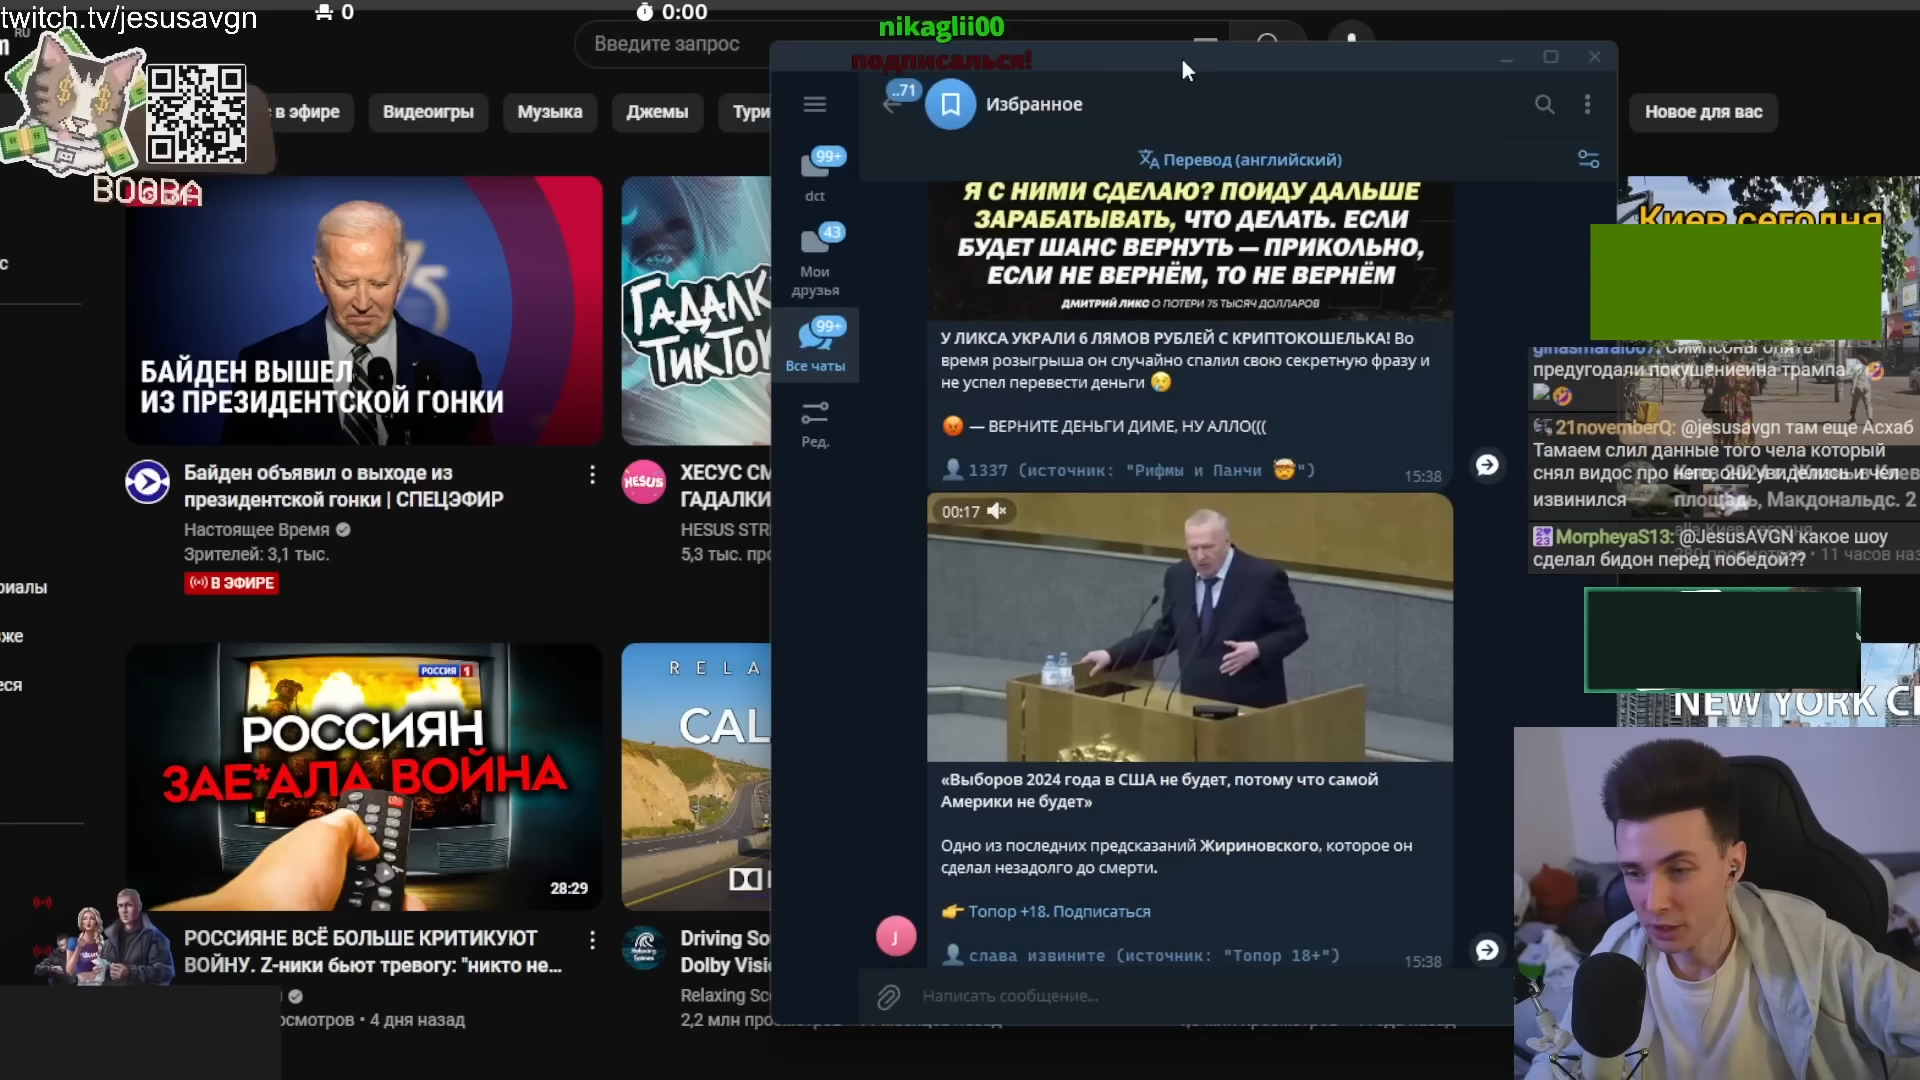 twitch.tv/jesusavgn
0
0:00
nikaglii00
подписалься!
RU
Введите запрос
BOOBA
в эфире
Видеоигры
Музыка
Джемы
Тури
Новое для вас
БАЙДЕН ВЫШЕЛ
ИЗ ПРЕЗИДЕНТСКОЙ ГОНКИ
Байден объявил о выходе из
президентской гонки | СПЕЦЭФИР
Настоящее Время
Зрителей: 3,1 тыс.
В ЭФИРЕ
ГАДАЛК
ТИКТОК
HESUS
ХЕСУС СМ
ГАДАЛКИ
HESUS STR
5,3 тыс. про
риалы
РОССИЯ 1
РОССИЯН
ЗАЕ*АЛА ВОЙНА
28:29
РОССИЯНЕ ВСЁ БОЛЬШЕ КРИТИКУЮТ
ВОЙНУ. Z-ники бьют тревогу: "никто не...
осмотров • 4 дня назад
RELA
CAL
Driving So
Dolby Visi
Relaxing Sc
2,2 млн про
..71
Избранное
Перевод (английский)
99+
dct
43
Мои
друзья
99+
Все чаты
Ред.
Я С НИМИ СДЕЛАЮ? ПОЙДУ ДАЛЬШЕ
ЗАРАБАТЫВАТЬ, ЧТО ДЕЛАТЬ. ЕСЛИ
БУДЕТ ШАНС ВЕРНУТЬ — ПРИКОЛЬНО,
ЕСЛИ НЕ ВЕРНЁМ, ТО НЕ ВЕРНЁМ
ДМИТРИЙ ЛИКС О ПОТЕРИ 75 ТЫСЯЧ ДОЛЛАРОВ
У ЛИКСА УКРАЛИ 6 ЛЯМОВ РУБЛЕЙ С КРИПТОКОШЕЛЬКА! Во
время розыгрыша он случайно спалил свою секретную фразу и
не успел перевести деньги 😢
😡 — ВЕРНИТЕ ДЕНЬГИ ДИМЕ, НУ АЛЛО(((
1337 (источник: "Рифмы и Панчи 🤯")
15:38
00:17
«Выборов 2024 года в США не будет, потому что самой
Америки не будет»
Одно из последних предсказаний Жириновского, которое он
сделал незадолго до смерти.
👉 Топор +18. Подписаться
J
слава извините (источник: "Топор 18+")
15:38
Написать сообщение...
Киев сегодня
предугодали покушениеина трампа
21novemberQ: @jesusavgn там еще Асхаб
Тамаем слил данные того чела который
снял видос про него, они увиделись и чел
извинился
площадь, Макдональдс. 2
MorpheyaS13: @JesusAVGN какое шоу
сделал бидон перед победой??
11 часов наз
NEW YORK CI